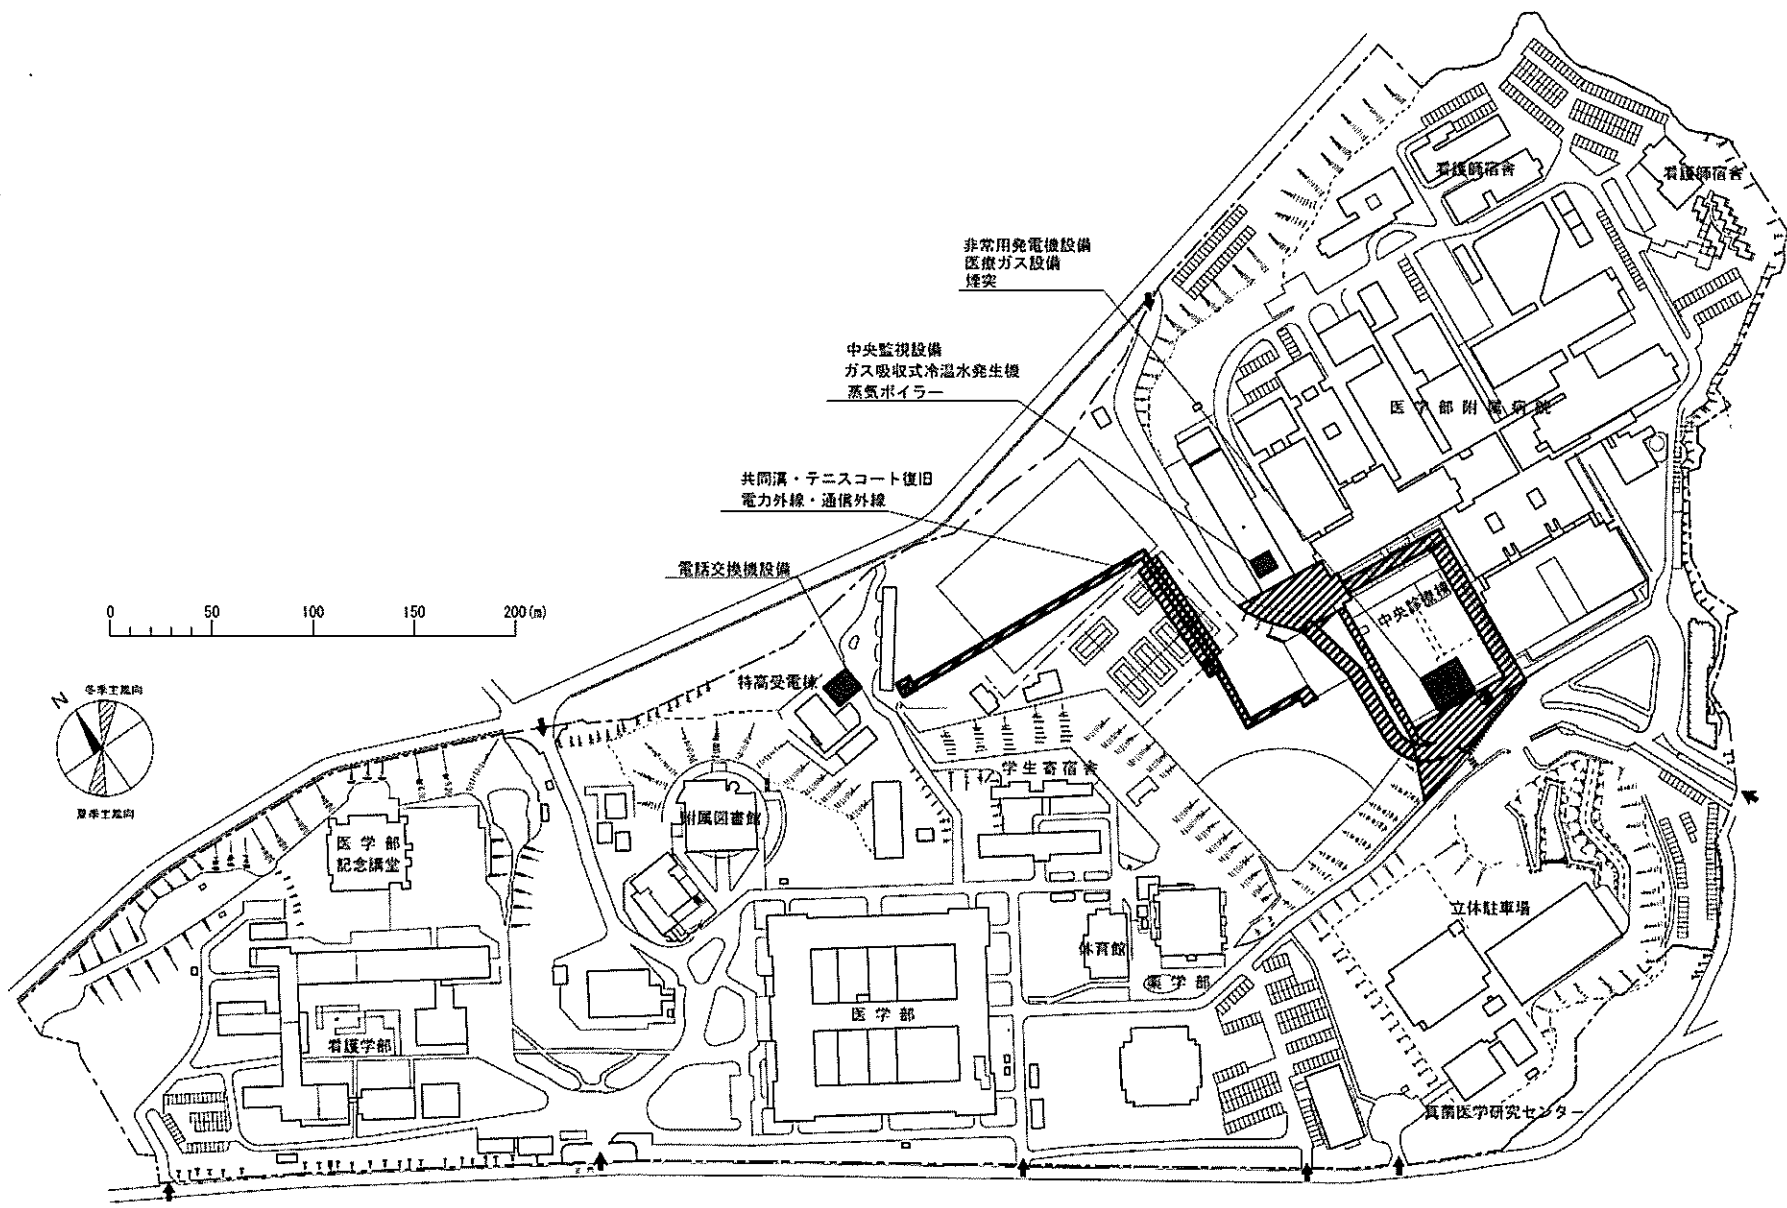 看護師宿舎
看護師宿舎
非常用発電機設備
医療ガス設備
煙突
中央監視設備
ガス吸収式冷温水発生機
蒸気ボイラー
医学部附属病院
共同溝・テニスコート復旧
電力外線・通信外線
電話交換機設備
0 50 100 150 200(m)
中央診療棟
特高受電棟
N
冬季主風向
夏季主風向
学生寄宿舎
附属図書館
医学部
記念講堂
立体駐車場
体育館
薬学部
医学部
看護学部
真菌医学研究センター